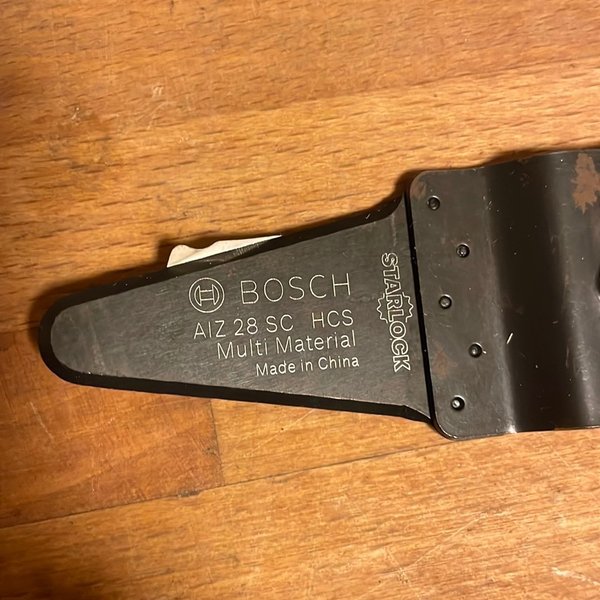 BOSCH
AIZ 28 SC HCS
Multi Material
Made in China
STARLOCK